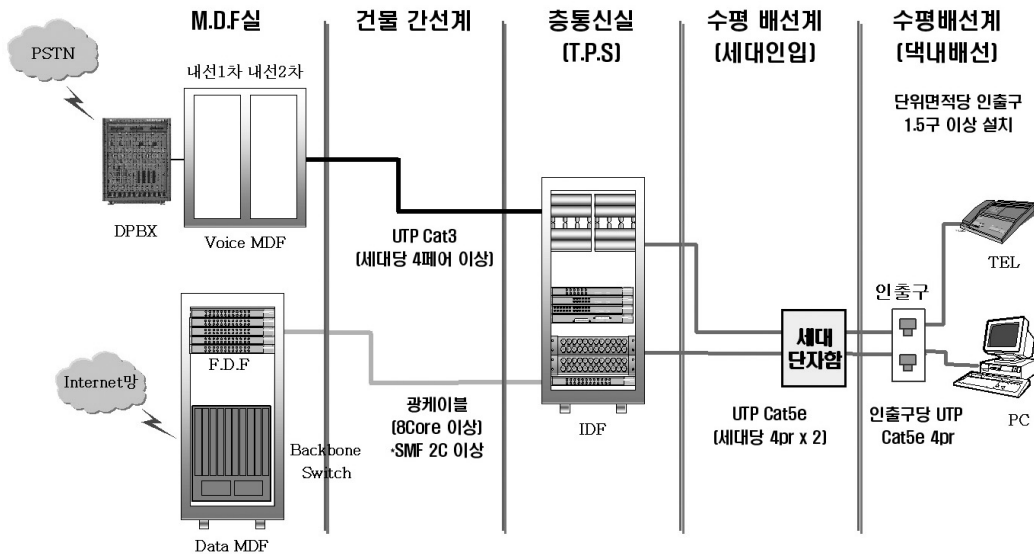 M.D.F실
건물 간선계
층통신실
(T.P.S)
수평 배선계
(세대인입)
수평배선계
(댁내배선)
PSTN
내선1차 내선2차
단위면적당 인출구
1.5구 이상 설치
DPBX
Voice MDF
UTP Cat3
(세대당 4페어 이상)
TEL
인출구
세대
단자함
F.D.F
Internet망
Backbone
Switch
광케이블
(8Core 이상)
·SMF 2C 이상
IDF
UTP Cat5e
(세대당 4pr x 2)
인출구당 UTP
Cat5e 4pr
PC
Data MDF